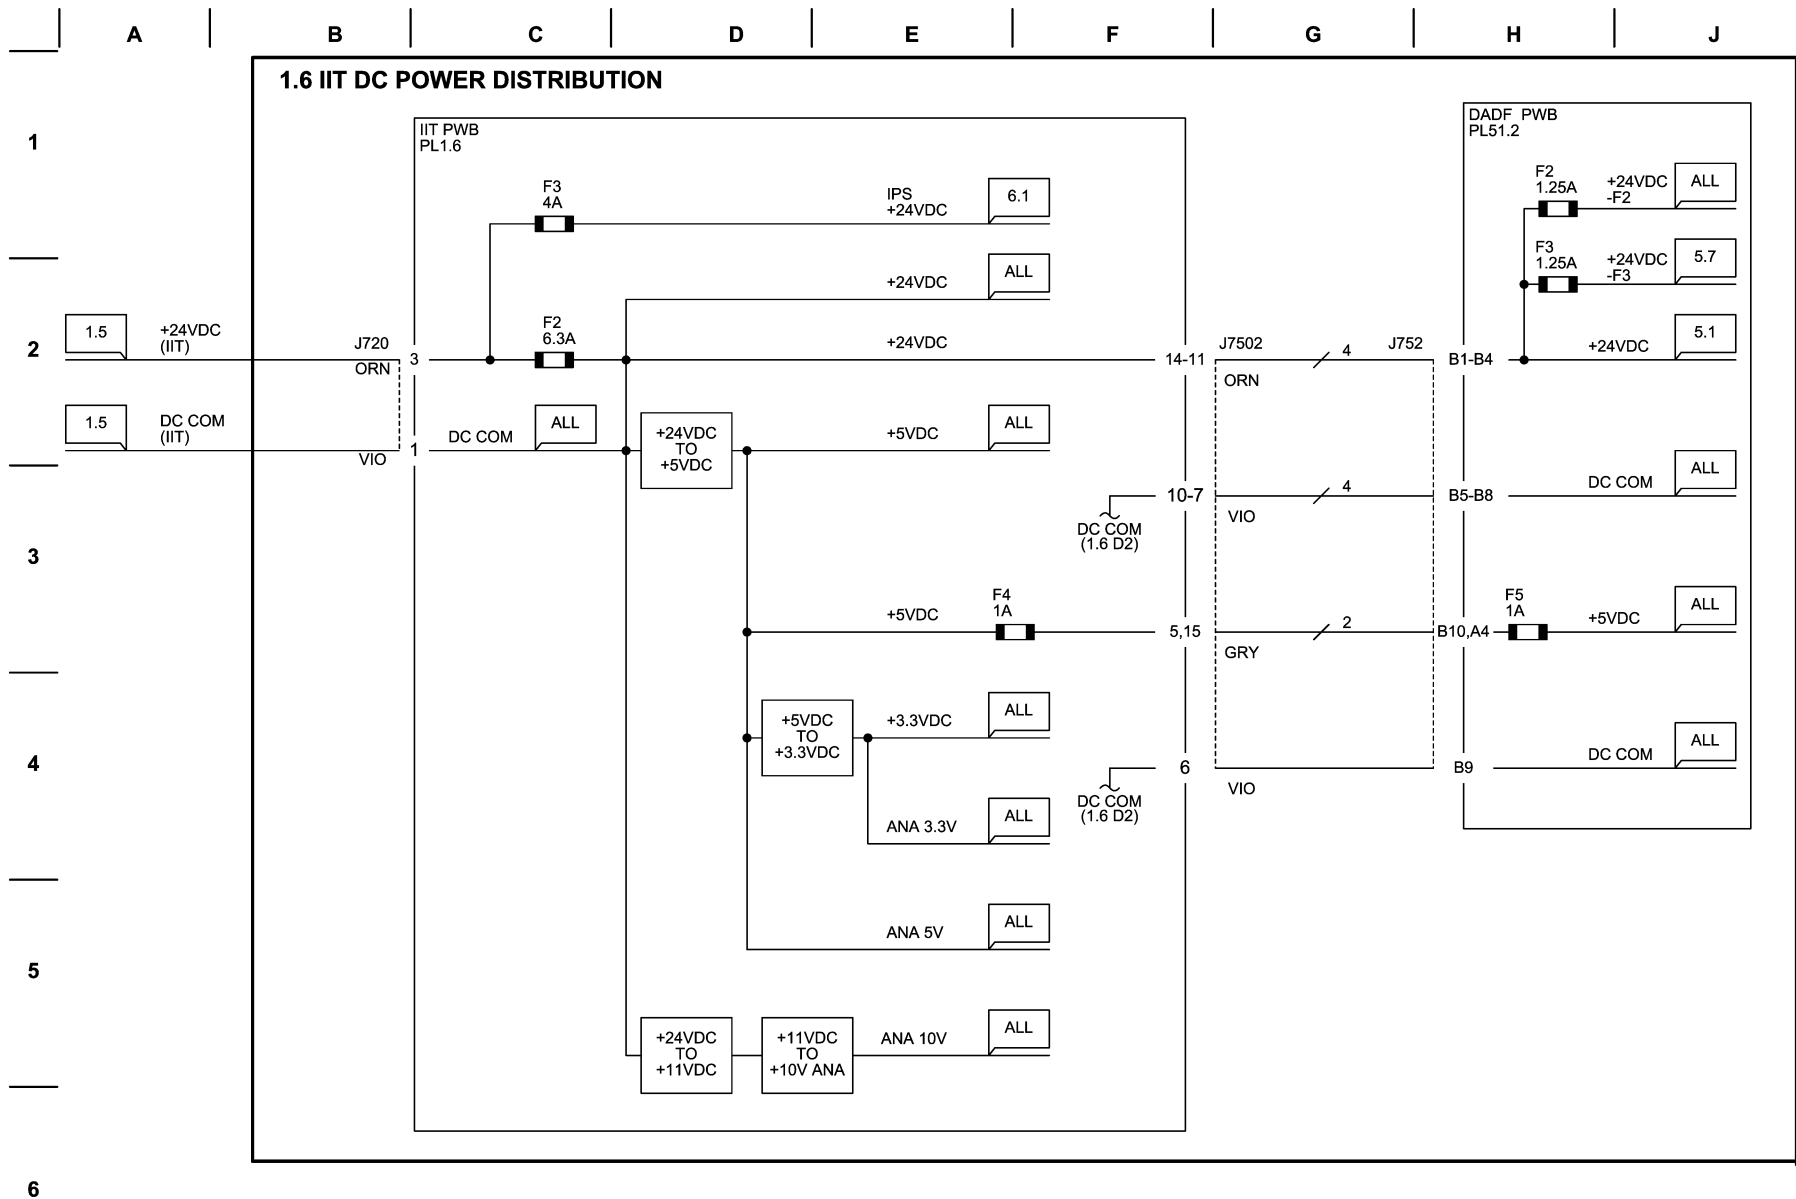 A B C D E F G H J
1.6 IIT DC POWER DISTRIBUTION
1
IIT PWB
PL1.6
DADF PWB
PL51.2
F3
4A
IPS
+24VDC
6.1
F2
1.25A
+24VDC
-F2
ALL
+24VDC
ALL
F3
1.25A
+24VDC
-F3
5.7
2
1.5
+24VDC
(IIT)
J720
ORN
3
F2
6.3A
+24VDC
14-11
J7502
ORN
4
J752
B1-B4
+24VDC
5.1
1.5
DC COM
(IIT)
VIO
1
DC COM
ALL
+24VDC
TO
+5VDC
+5VDC
ALL
3
10-7
DC COM
(1.6 D2)
VIO
4
B5-B8
DC COM
ALL
+5VDC
F4
1A
5,15
GRY
2
B10,A4
F5
1A
+5VDC
ALL
4
+5VDC
TO
+3.3VDC
+3.3VDC
ALL
6
DC COM
(1.6 D2)
VIO
B9
DC COM
ALL
ANA 3.3V
ALL
5
ANA 5V
ALL
+24VDC
TO
+11VDC
+11VDC
TO
+10V ANA
ANA 10V
ALL
6